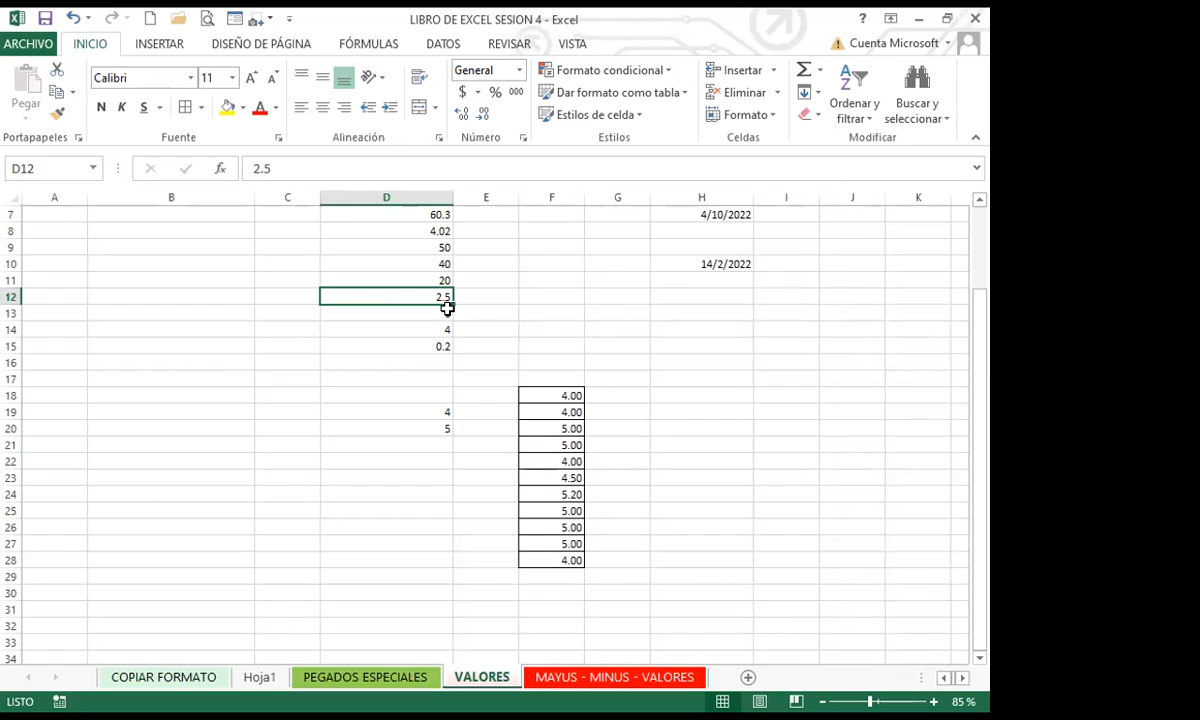 LIBRO DE EXCEL SESION 4 - Excel
ARCHIVO INICIO INSERTAR DISEÑO DE PÁGINA FÓRMULAS DATOS REVISAR VISTA Cuenta Microsoft
Calibri 11 General Formato condicional Insertar
Pegar N K S $ % 000 Dar formato como tabla Eliminar Ordenar y filtrar Buscar y seleccionar
Estilos de celda Formato
Portapapeles Fuente Alineación Número Estilos Celdas Modificar
D12 fx 2.5
A B C D E F G H I J K
7 60.3 4/10/2022
8 4.02
9 50
10 40 14/2/2022
11 20
12 2.5
13
14 4
15 0.2
16
17
18 4.00
19 4 4.00
20 5 5.00
21 5.00
22 4.00
23 4.50
24 5.20
25 5.00
26 5.00
27 5.00
28 4.00
29
30
31
32
33
34
COPIAR FORMATO Hoja1 PEGADOS ESPECIALES VALORES MAYUS - MINUS - VALORES
LISTO 85 %